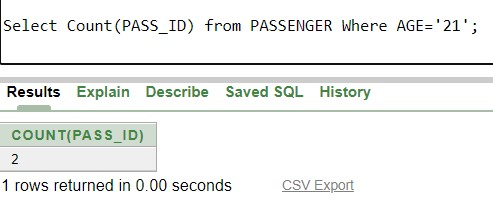 Select Count(PASS_ID) from PASSENGER Where AGE='21';
Results Explain Describe Saved SQL History
COUNT(PASS_ID)
2
1 rows returned in 0.00 seconds CSV Export